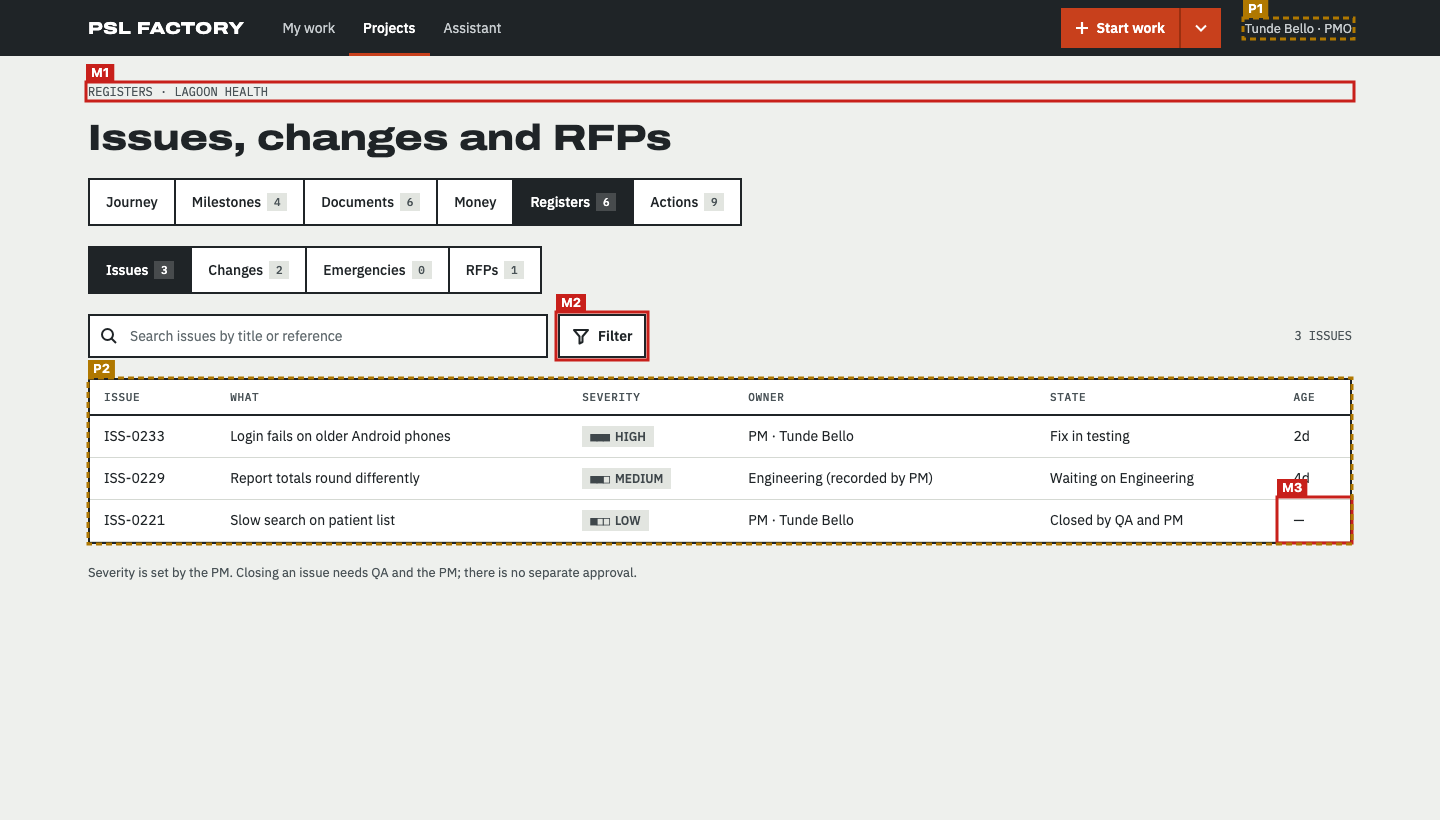 PSL FACTORY My work Projects Assistant + Start work P1 Tunde Bello · PMO
M1
REGISTERS · LAGOON HEALTH
Issues, changes and RFPs
Journey Milestones 4 Documents 6 Money Registers 6 Actions 9
Issues 3 Changes 2 Emergencies 0 RFPs 1
M2
Search issues by title or reference Filter 3 ISSUES
P2
ISSUE WHAT SEVERITY OWNER STATE AGE
ISS-0233 Login fails on older Android phones HIGH PM · Tunde Bello Fix in testing 2d
ISS-0229 Report totals round differently MEDIUM Engineering (recorded by PM) Waiting on Engineering 4d
M3
ISS-0221 Slow search on patient list LOW PM · Tunde Bello Closed by QA and PM —
Severity is set by the PM. Closing an issue needs QA and the PM; there is no separate approval.